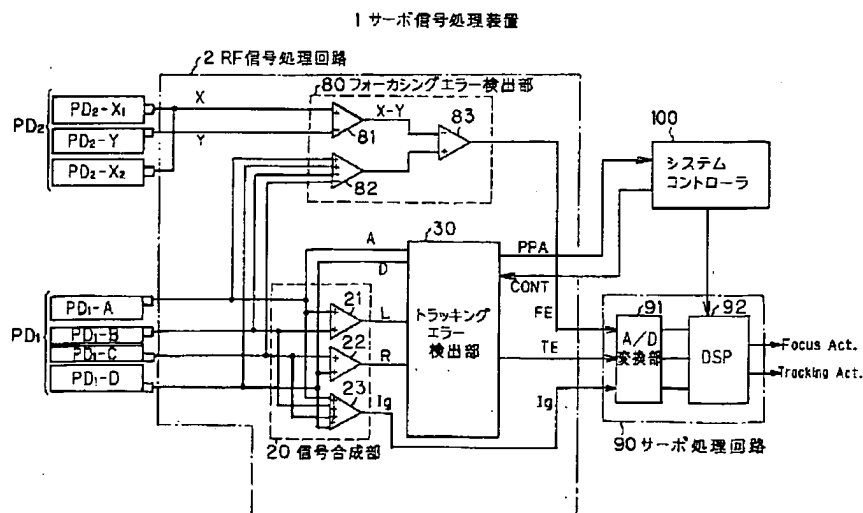 1 サーボ信号処理装置
2 RF信号処理回路
80 フォーカシングエラー検出部
PD2
PD2-X1
PD2-Y
PD2-X2
X
Y
X-Y
81
82
83
100
システム
コントローラ
30
A
D
PPA
CONT
トラッキング
エラー
検出部
PD1
PD1-A
PD1-B
PD1-C
PD1-D
21
22
23
L
R
Ig
20 信号合成部
FE
TE
Ig
91
A/D
変換部
92
DSP
Focus Act.
Tracking Act.
90 サーボ処理回路